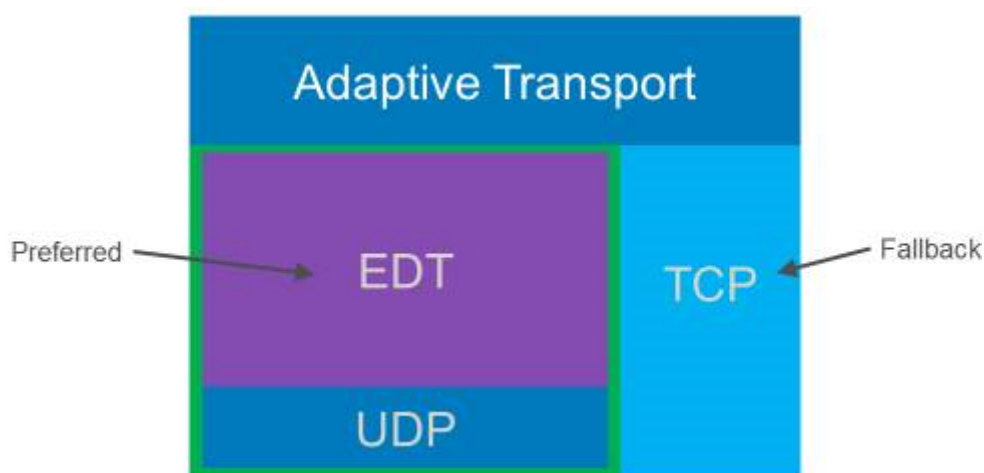 Adaptive Transport
Preferred
EDT
TCP
Fallback
UDP